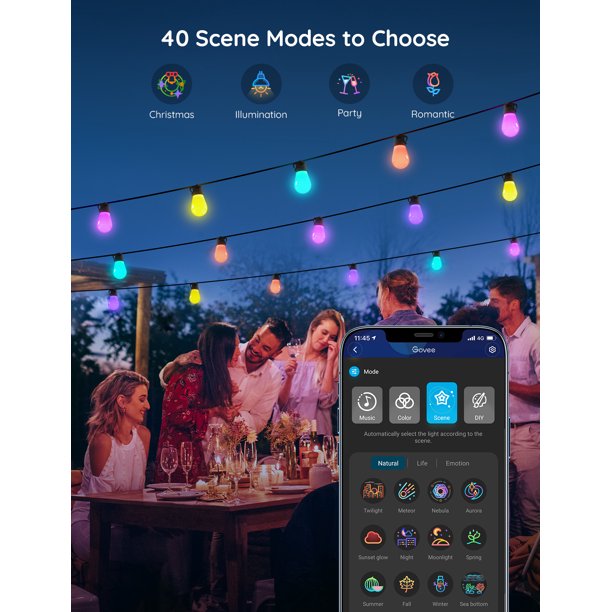 40 Scene Modes to Choose
Christmas Illumination Party Romantic
11:45 4G
Govee
Mode
Music Color Scene DIY
Automatically select the light according to the
scene.
Natural Life Emotion
Twilight Meteor Nebula Aurora
Sunset glow Night Moonlight Spring
Summer Fall Winter Sea bottom